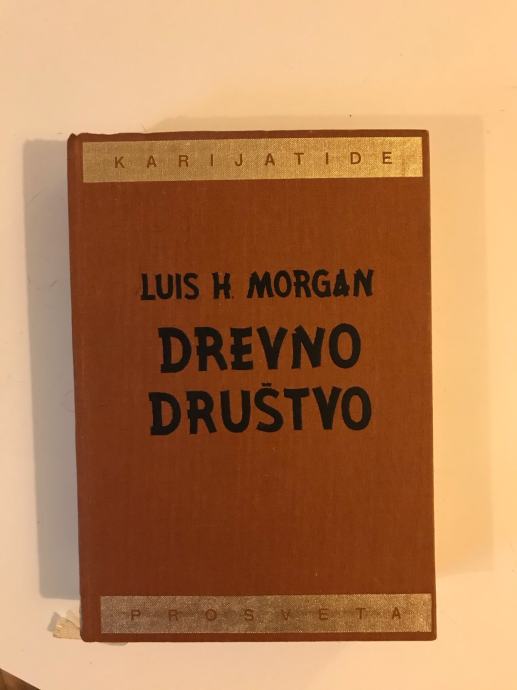 KARIJATIDE
LUIS H. MORGAN
DREVNO
DRUŠTVO
PROSVETA